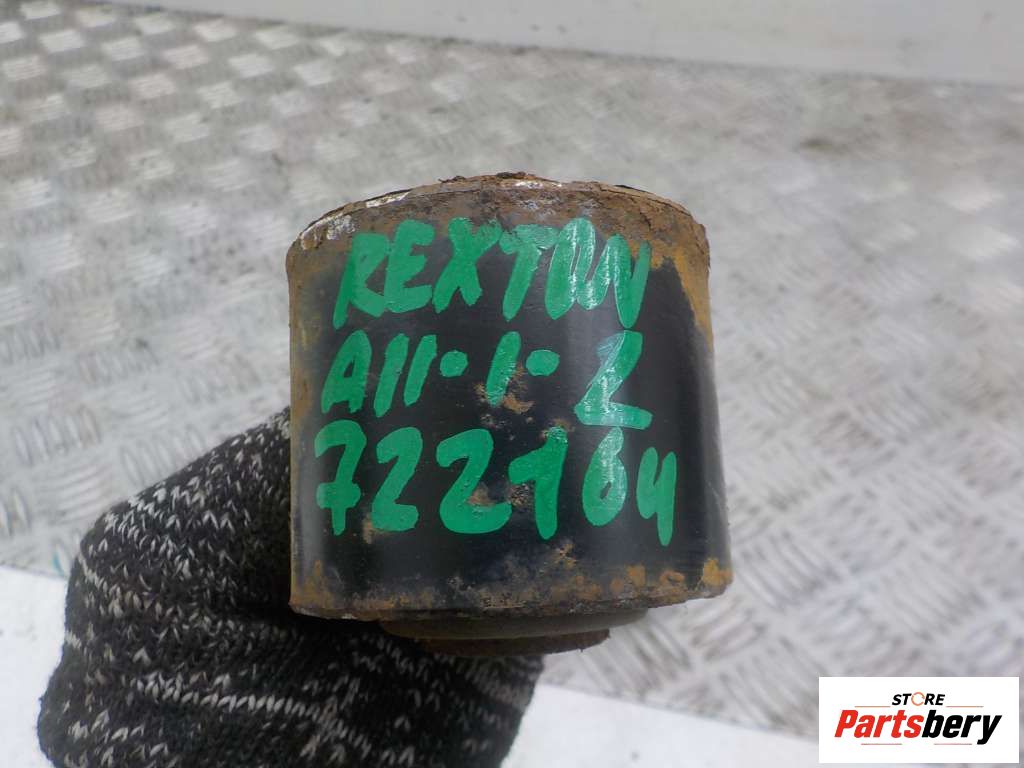 REXTON
A11-1-2
722164
STORE
Partsbery